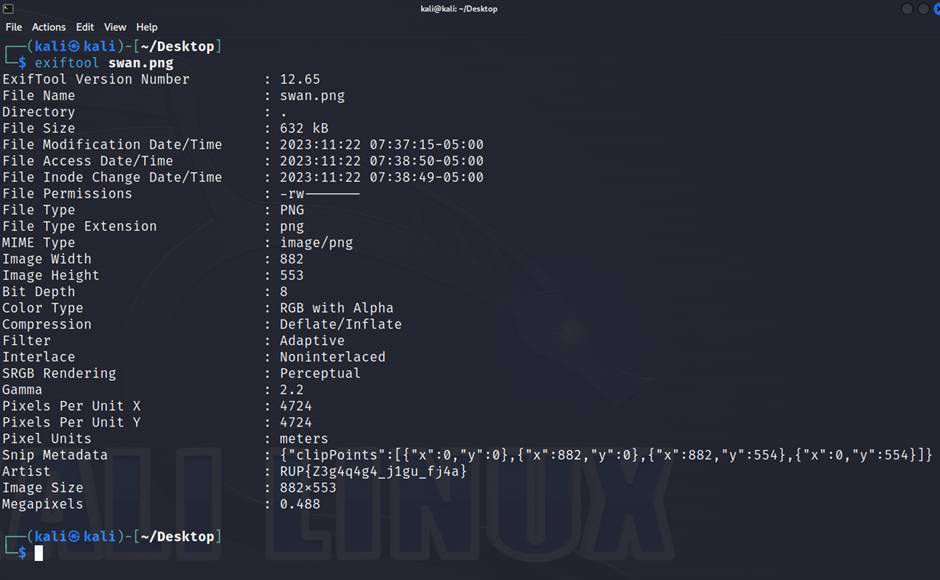 kali@kali: ~/Desktop
File Actions Edit View Help
┌──(kali㉿kali)-[~/Desktop]
└─$ exiftool swan.png
ExifTool Version Number : 12.65
File Name : swan.png
Directory : .
File Size : 632 kB
File Modification Date/Time : 2023:11:22 07:37:15-05:00
File Access Date/Time : 2023:11:22 07:38:50-05:00
File Inode Change Date/Time : 2023:11:22 07:38:49-05:00
File Permissions : -rw-------
File Type : PNG
File Type Extension : png
MIME Type : image/png
Image Width : 882
Image Height : 553
Bit Depth : 8
Color Type : RGB with Alpha
Compression : Deflate/Inflate
Filter : Adaptive
Interlace : Noninterlaced
SRGB Rendering : Perceptual
Gamma : 2.2
Pixels Per Unit X : 4724
Pixels Per Unit Y : 4724
Pixel Units : meters
Snip Metadata : {"clipPoints":[{"x":0,"y":0},{"x":882,"y":0},{"x":882,"y":554},{"x":0,"y":554}]}
Artist : RUP{Z3g4q4g4_j1gu_fj4a}
Image Size : 882×553
Megapixels : 0.488
┌──(kali㉿kali)-[~/Desktop]
└─$
KALI LINUX